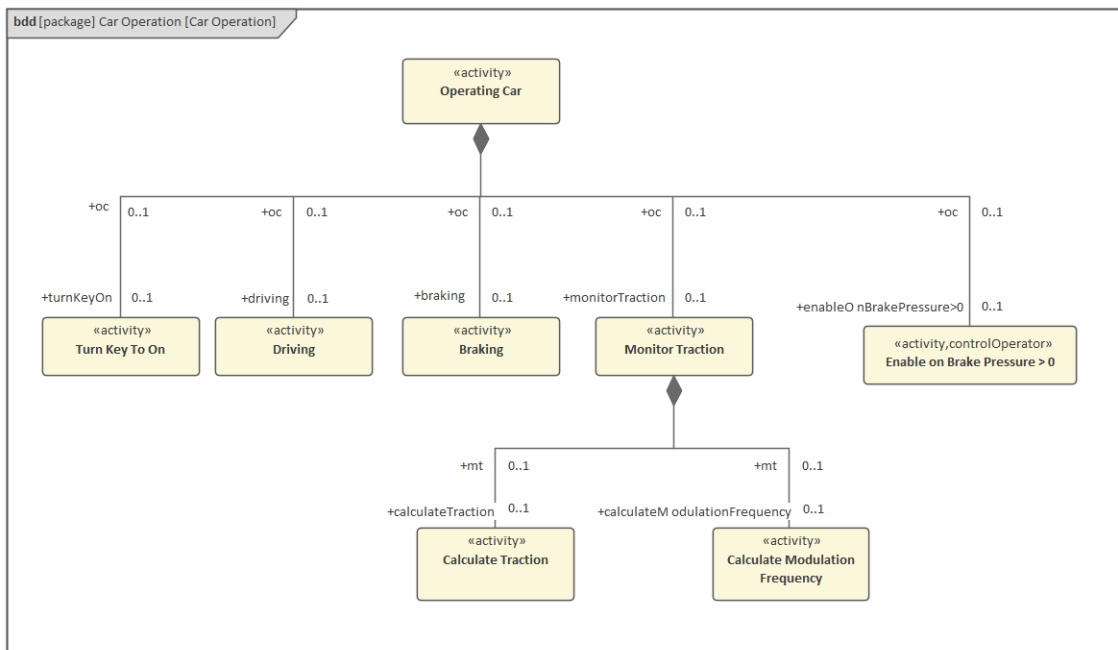 bdd [package] Car Operation [Car Operation]
«activity»
Operating Car
+oc 0..1 +oc 0..1 +oc 0..1 +oc 0..1 +oc 0..1
+turnKeyOn 0..1 +driving 0..1 +braking 0..1 +monitorTraction 0..1 +enableO nBrakePressure>0 0..1
«activity»
Turn Key To On
«activity»
Driving
«activity»
Braking
«activity»
Monitor Traction
«activity,controlOperator»
Enable on Brake Pressure > 0
+mt 0..1 +mt 0..1
+calculateTraction 0..1 +calculateM odulationFrequency 0..1
«activity»
Calculate Traction
«activity»
Calculate Modulation
Frequency